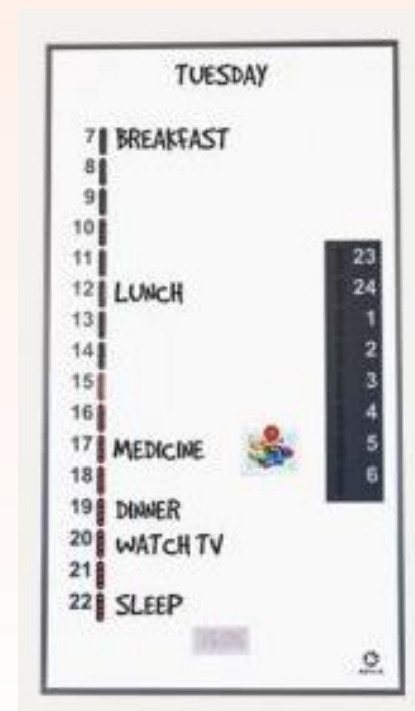 TUESDAY
7 BREAKFAST
8
9
10
11 23
12 LUNCH 24
13 1
14 2
15 3
16 4
17 MEDICINE 5
18 6
19 DINNER
20 WATCH TV
21
22 SLEEP